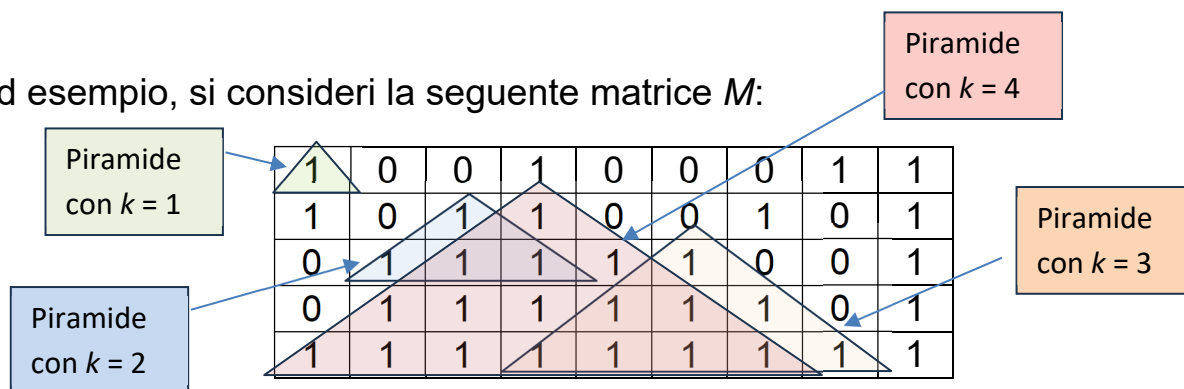 Piramide
con k = 4
d esempio, si consideri la seguente matrice M:
Piramide
con k = 1
1 0 0 1 0 0 0 1 1
1 0 1 1 0 0 1 0 1
0 1 1 1 1 1 0 0 1
0 1 1 1 1 1 1 0 1
1 1 1 1 1 1 1 1 1
Piramide
con k = 3
Piramide
con k = 2